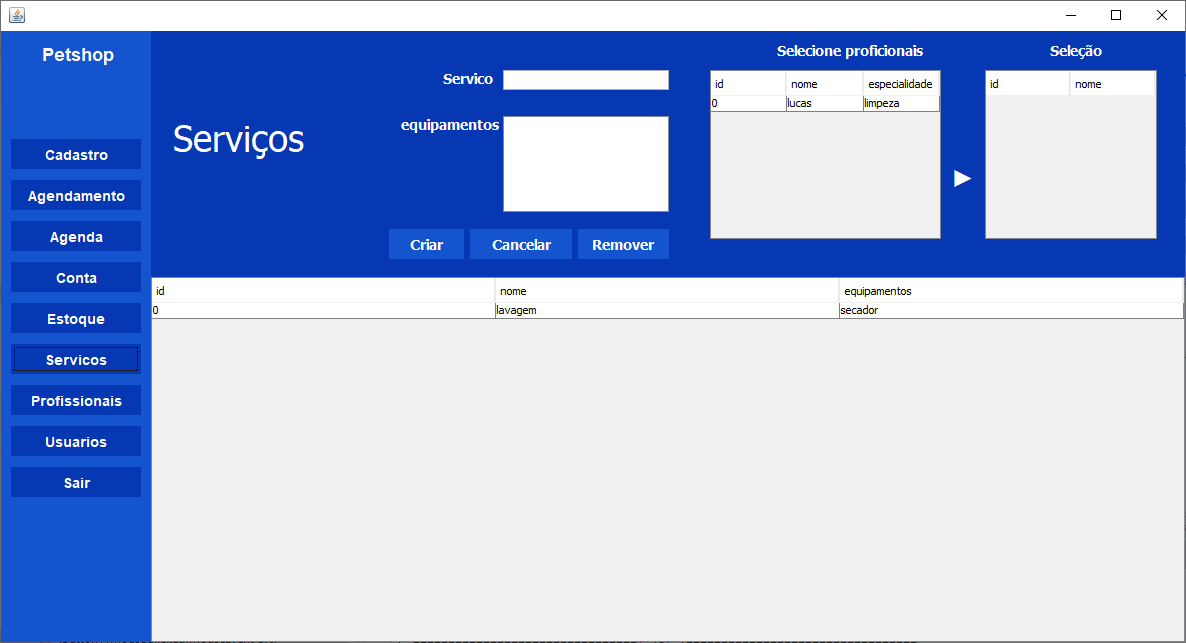 Petshop
Cadastro
Agendamento
Agenda
Conta
Estoque
Servicos
Profissionais
Usuarios
Sair
Serviços
Servico
equipamentos
Criar Cancelar Remover
Selecione proficionais
id nome especialidade
0 lucas limpeza
Seleção
id nome
id nome equipamentos
0 lavagem secador